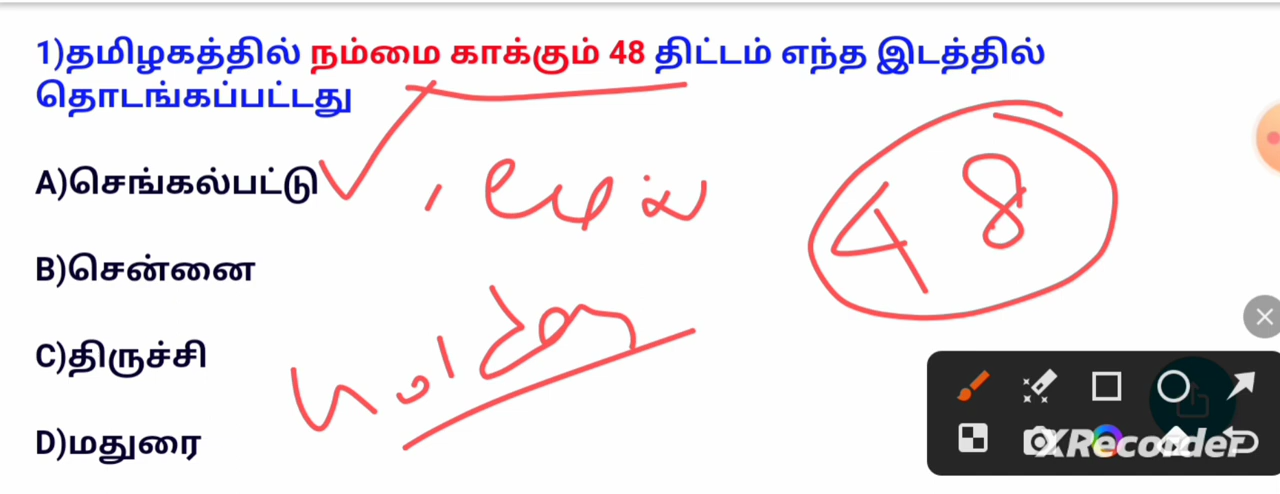 1)தமிழகத்தில் நம்மை காக்கும் 48 திட்டம் எந்த இடத்தில்
தொடங்கப்பட்டது
A)செங்கல்பட்டு
48
B)சென்னை
C)திருச்சி
D)மதுரை
XRecorder